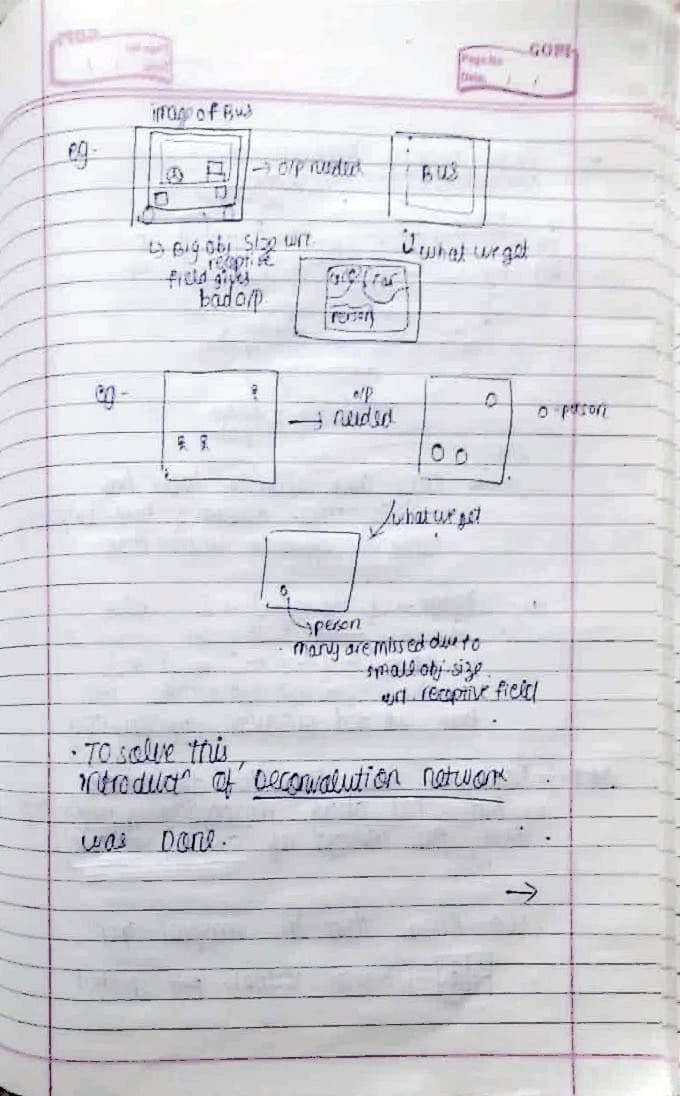 GOPI
Page No
Date: / /
image of Bus
eg-
→ O/P needed
BUS
↳ Big Obj Size wrt
receptive
field gives
bad O/P
what we get
car
person
eg-
O/P
→ needed
O - person
what we get
→ person
many are missed due to
small obj. size
wrt. receptive field
• To solve this,
introductⁿ of Deconvolution network
was Done.
→